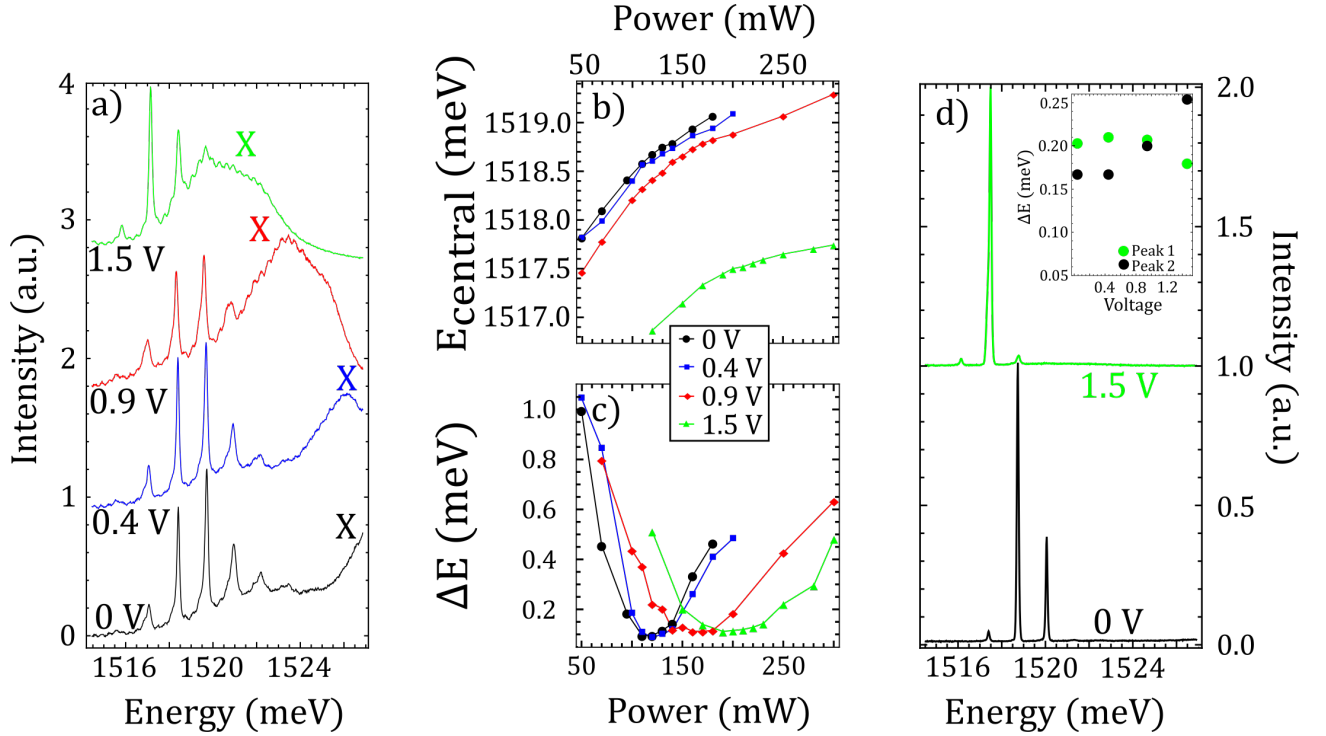 Power (mW)
50 150 250
a)
Intensity (a.u.)
4
3
2
1
0
X
1.5 V
X
0.9 V
X
0.4 V
X
0 V
1516 1520 1524
Energy (meV)
b)
Ecentral (meV)
1519.0
1518.5
1518.0
1517.5
1517.0
0 V
0.4 V
0.9 V
1.5 V
c)
ΔE (meV)
1.0
0.8
0.6
0.4
0.2
50 150 250
Power (mW)
d)
2.0
1.5
1.0
0.5
0.0
Intensity (a.u.)
0.25
0.20
0.15
0.10
0.05
ΔE (meV)
Peak 1
Peak 2
0.4 0.8 1.2
Voltage
1.5 V
0 V
1516 1520 1524
Energy (meV)